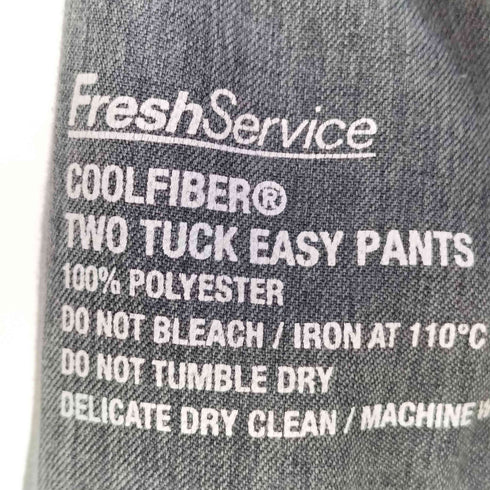 FreshService
COOLFIBER®
TWO TUCK EASY PANTS
100% POLYESTER
DO NOT BLEACH / IRON AT 110°C
DO NOT TUMBLE DRY
DELICATE DRY CLEAN / MACHINE